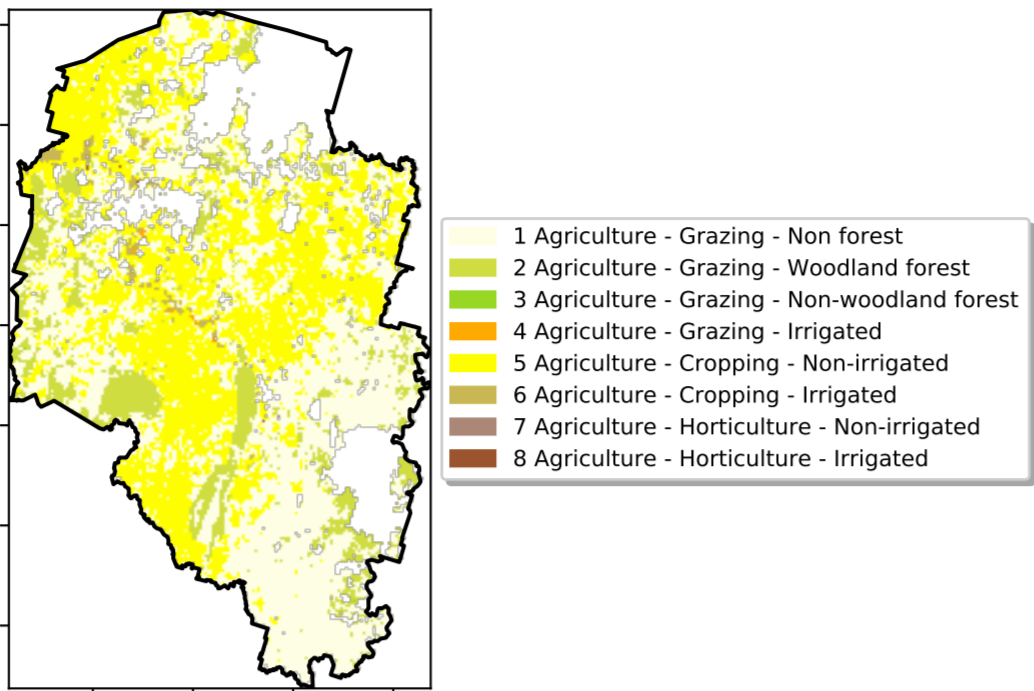 1 Agriculture - Grazing - Non forest
2 Agriculture - Grazing - Woodland forest
3 Agriculture - Grazing - Non-woodland forest
4 Agriculture - Grazing - Irrigated
5 Agriculture - Cropping - Non-irrigated
6 Agriculture - Cropping - Irrigated
7 Agriculture - Horticulture - Non-irrigated
8 Agriculture - Horticulture - Irrigated